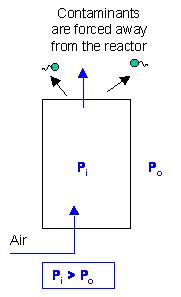 Contaminants
are forced away
from the reactor
Pi Po
Air
Pi > Po